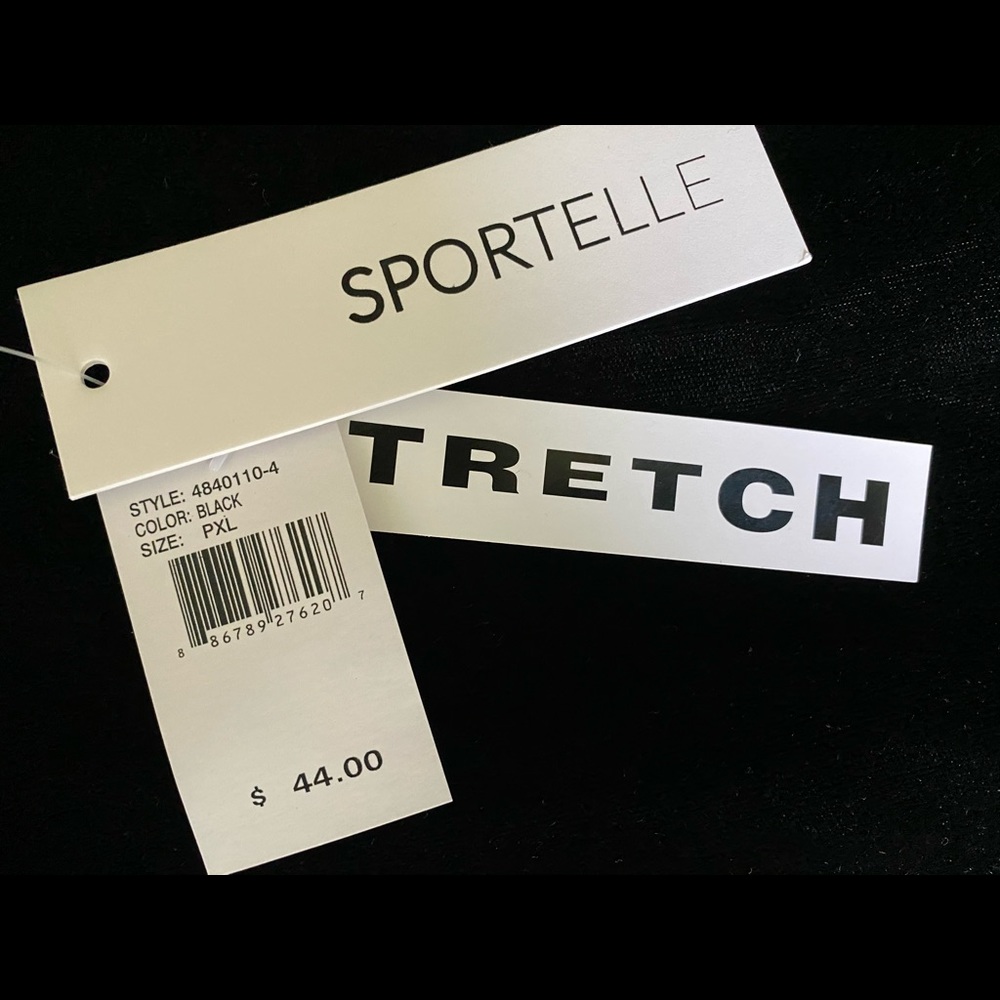 SPORTELLE
TRETCH
STYLE: 4840110-4
COLOR: BLACK
SIZE: PXL
8 86789 27620 7
$ 44.00